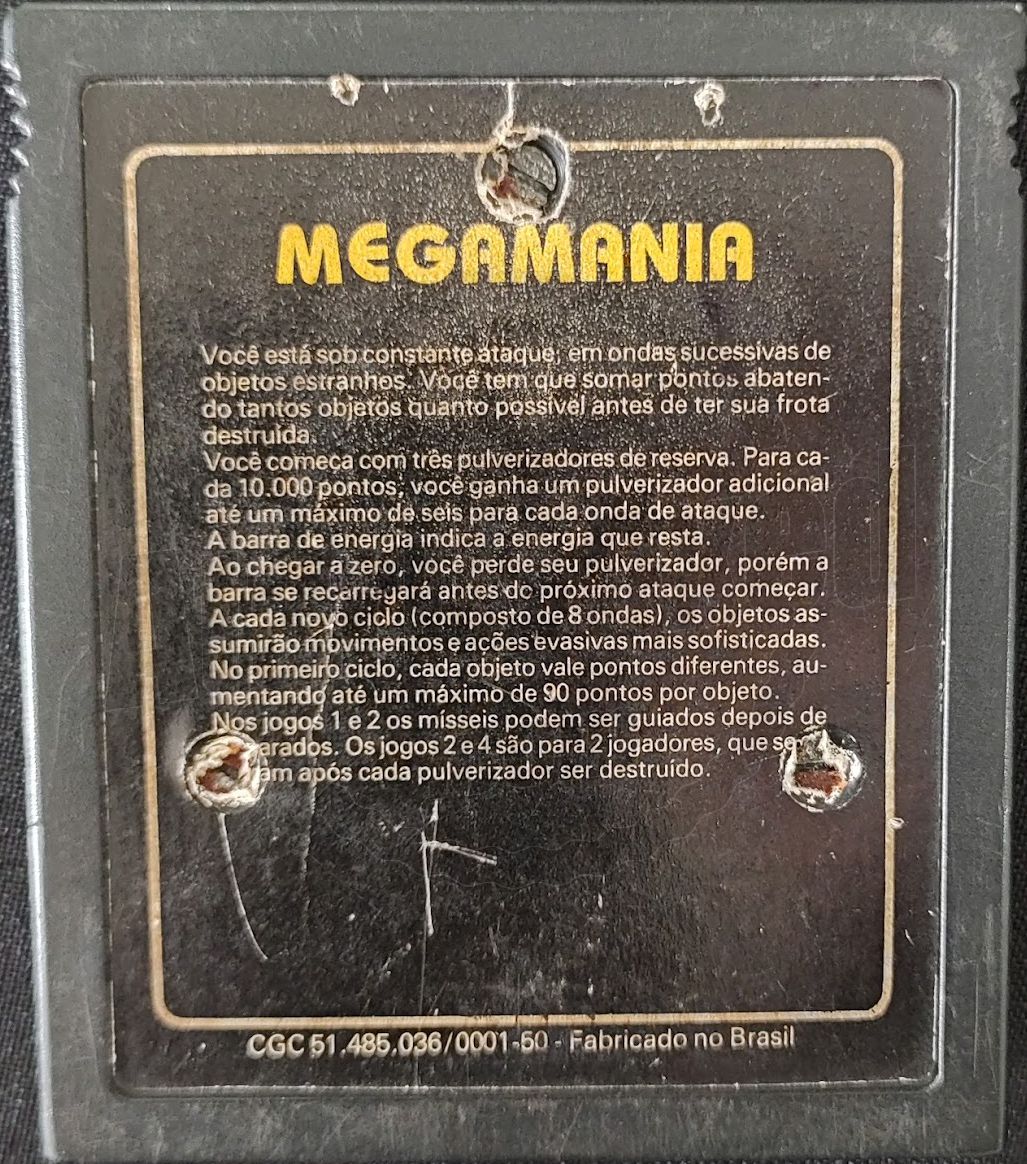 MEGAMANIA
Você está sob constante ataque, em ondas sucessivas de
objetos estranhos. Você tem que somar pontos abaten-
do tantos objetos quanto possível antes de ter sua frota
destruída.
Você começa com três pulverizadores de reserva. Para ca-
da 10.000 pontos, você ganha um pulverizador adicional
até um máximo de seis para cada onda de ataque.
A barra de energia indica a energia que resta.
Ao chegar a zero, você perde seu pulverizador, porém a
barra se recarregará antes do próximo ataque começar.
A cada novo ciclo (composto de 8 ondas), os objetos as-
sumirão movimentos e ações evasivas mais sofisticadas.
No primeiro ciclo, cada objeto vale pontos diferentes, au-
mentando até um máximo de 90 pontos por objeto.
Nos jogos 1 e 2 os mísseis podem ser guiados depois de
arados. Os jogos 2 e 4 são para 2 jogadores, que se
am após cada pulverizador ser destruído.
CGC 51.485.036/0001-50 - Fabricado no Brasil